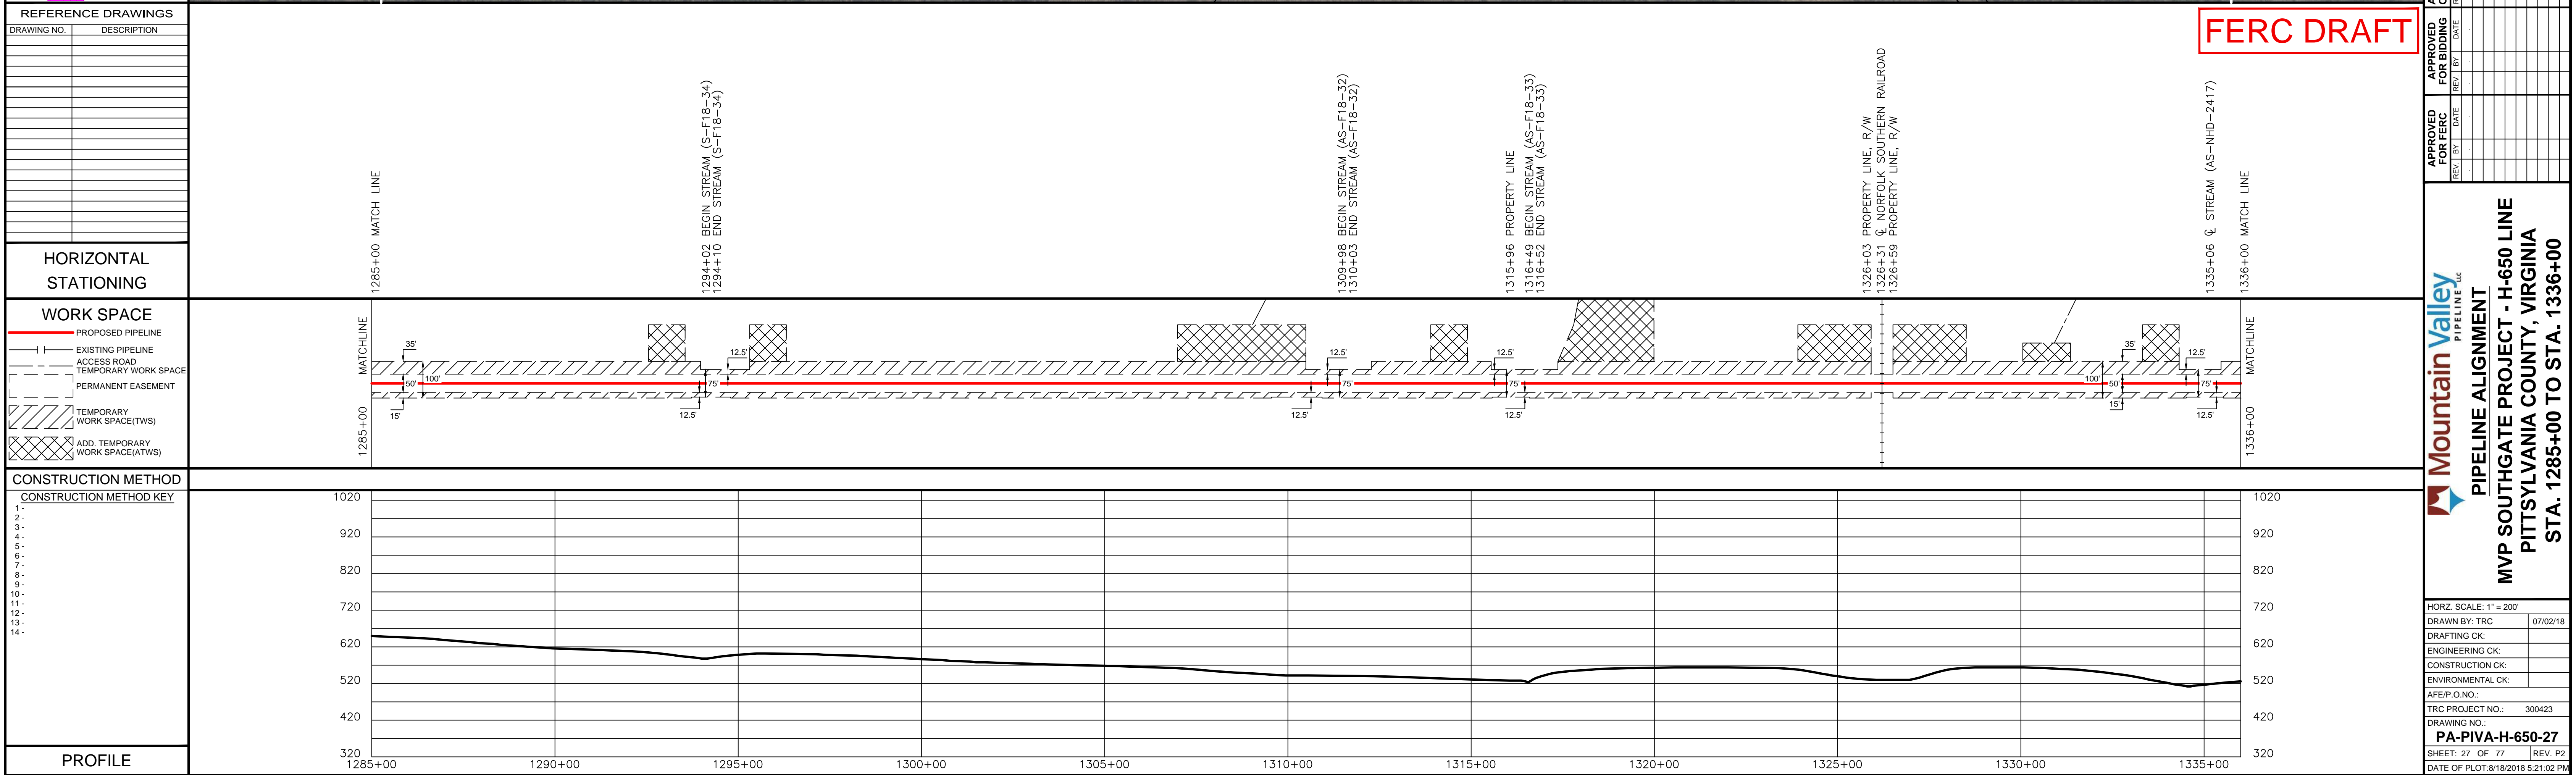 REFERENCE DRAWINGS
DRAWING NO. DESCRIPTION
HORIZONTAL
STATIONING
WORK SPACE
PROPOSED PIPELINE
EXISTING PIPELINE
ACCESS ROAD
TEMPORARY WORK SPACE
PERMANENT EASEMENT
TEMPORARY
WORK SPACE(TWS)
ADD. TEMPORARY
WORK SPACE(ATWS)
CONSTRUCTION METHOD
CONSTRUCTION METHOD KEY
1 -
2 -
3 -
4 -
5 -
6 -
7 -
8 -
9 -
10 -
11 -
12 -
13 -
14 -
PROFILE
FERC DRAFT
1285+00 MATCH LINE
1294+02 BEGIN STREAM (S-F18-34)
1294+10 END STREAM (S-F18-34)
1309+98 BEGIN STREAM (AS-F18-32)
1310+03 END STREAM (AS-F18-32)
1315+96 PROPERTY LINE
1316+49 BEGIN STREAM (AS-F18-33)
1316+52 END STREAM (AS-F18-33)
1326+03 PROPERTY LINE, R/W
1326+31 ℄ NORFOLK SOUTHERN RAILROAD
1326+59 PROPERTY LINE, R/W
1335+06 ℄ STREAM (AS-NHD-2417)
1336+00 MATCH LINE
MATCHLINE
1285+00
35'
50'
100'
15'
12.5'
75'
12.5'
12.5'
75'
12.5'
12.5'
75'
12.5'
100'
35'
50'
15'
12.5'
75'
12.5'
MATCHLINE
1336+00
1020 1020
920 920
820 820
720 720
620 620
520 520
420 420
320 320
1285+00 1290+00 1295+00 1300+00 1305+00 1310+00 1315+00 1320+00 1325+00 1330+00 1335+00
APPROVED
FOR BIDDING
REV. BY DATE
APPROVED
FOR FERC
REV. BY DATE
Mountain Valley
PIPELINE LLC
PIPELINE ALIGNMENT
MVP SOUTHGATE PROJECT - H-650 LINE
PITTSYLVANIA COUNTY, VIRGINIA
STA. 1285+00 TO STA. 1336+00
HORZ. SCALE: 1" = 200'
DRAWN BY: TRC 07/02/18
DRAFTING CK:
ENGINEERING CK:
CONSTRUCTION CK:
ENVIRONMENTAL CK:
AFE/P.O.NO.:
TRC PROJECT NO.: 300423
DRAWING NO.:
PA-PIVA-H-650-27
SHEET: 27 OF 77 REV. P2
DATE OF PLOT:8/18/2018 5:21:02 PM